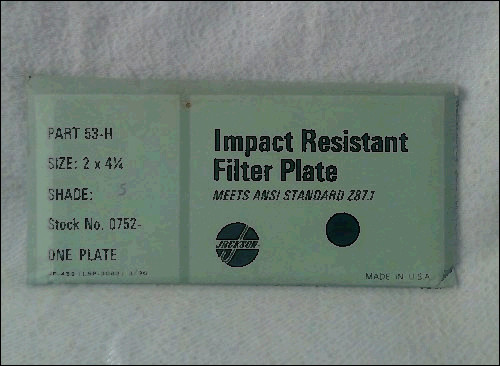 PART 53-H
SIZE: 2 x 4¼
SHADE: 5
Stock No. 0752-
ONE PLATE
Impact Resistant
Filter Plate
MEETS ANSI STANDARD Z87.1
JACKSON
MADE IN U.S.A.